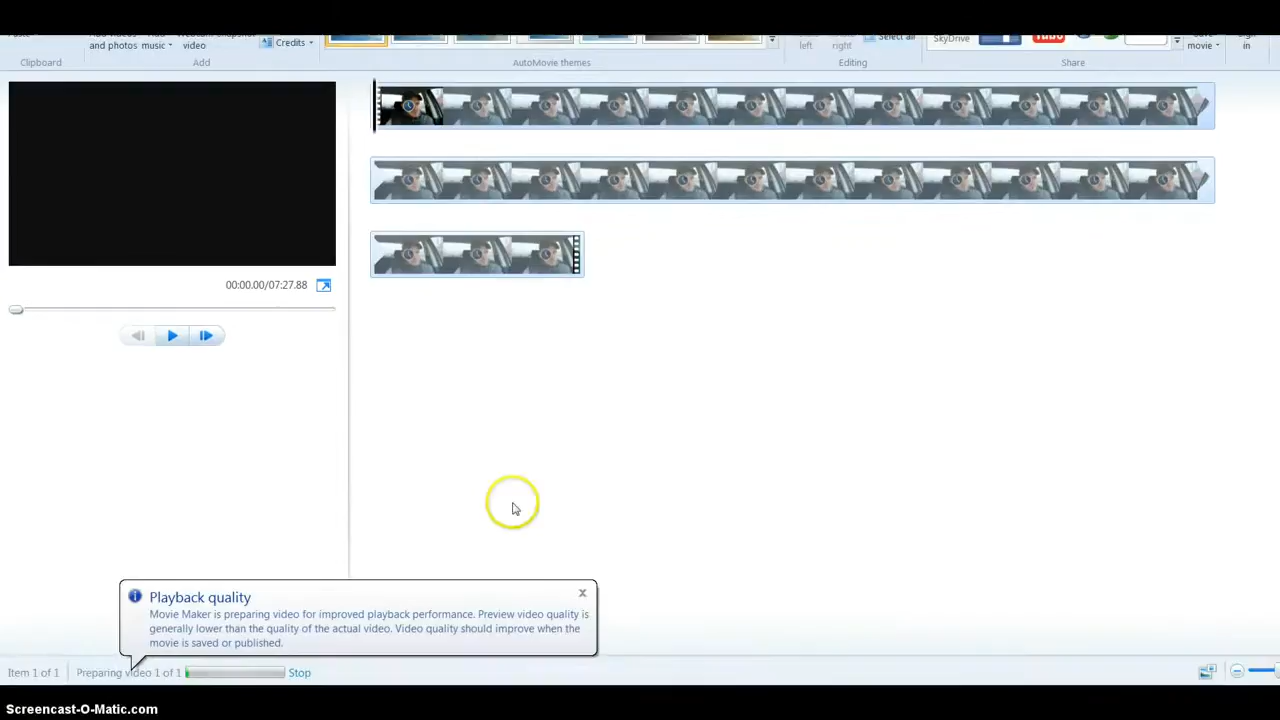 and photos
music
video
Credits
left
right
Select all
SkyDrive
You
movie
in
Clipboard
Add
AutoMovie themes
Editing
Share
00:00.00/07:27.88
Playback quality
Movie Maker is preparing video for improved playback performance. Preview video quality is
generally lower than the quality of the actual video. Video quality should improve when the
movie is saved or published.
Item 1 of 1
Preparing video 1 of 1
Stop
Screencast-O-Matic.com